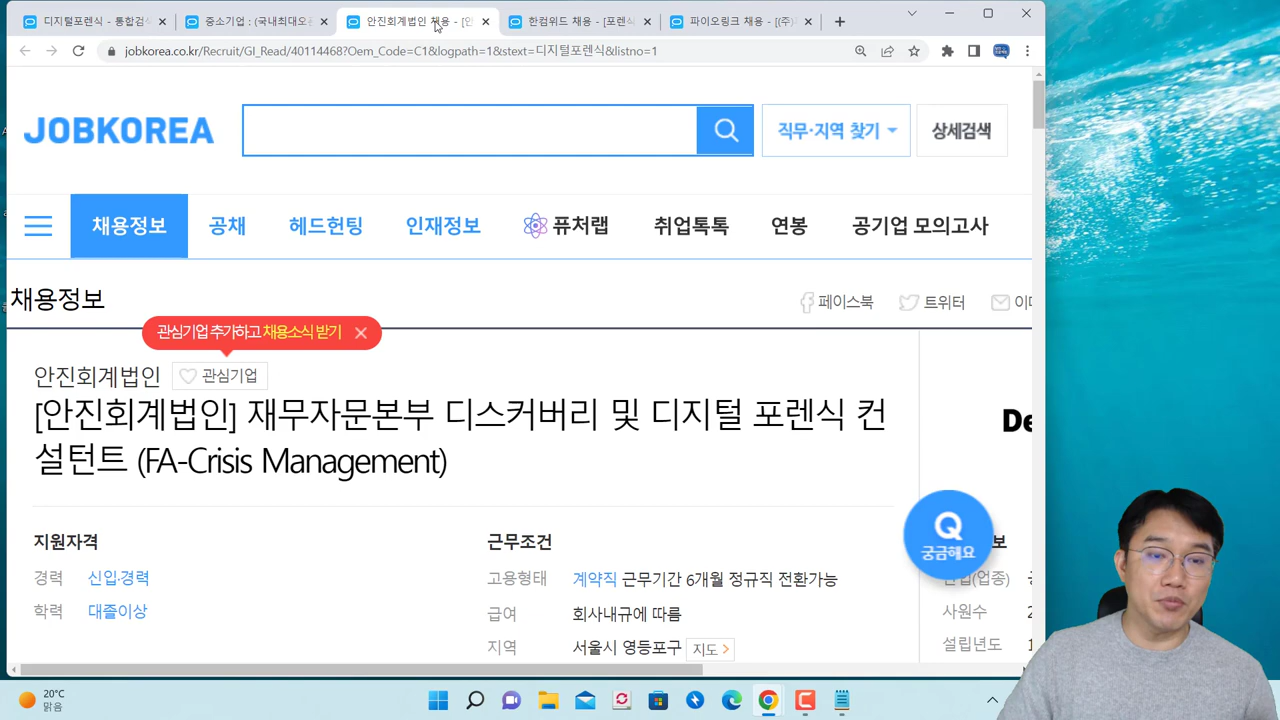 디지털포렌식 - 통합검색
중소기업 : (국내최대오
안진회계법인 채용 - [안
한컴위드 채용 - [포렌식
파이오링크 채용 - [(주)
jobkorea.co.kr/Recruit/GI_Read/40114468?Oem_Code=C1&logpath=1&stext=디지털포렌식&listno=1
JOBKOREA
직무·지역 찾기
상세검색
채용정보
공채
헤드헌팅
인재정보
퓨처랩
취업톡톡
연봉
공기업 모의고사
채용정보
페이스북
트위터
관심기업 추가하고 채용소식 받기
안진회계법인
관심기업
[안진회계법인] 재무자문본부 디스커버리 및 디지털 포렌식 컨
설턴트 (FA-Crisis Management)
De
지원자격
근무조건
Q
궁금해요
보
경력 신입·경력
고용형태 계약직 근무기간 6개월 정규직 전환가능
산업(업종)
학력 대졸이상
급여 회사내규에 따름
사원수 2
지역 서울시 영등포구 지도 >
설립년도 1
20°C
맑음